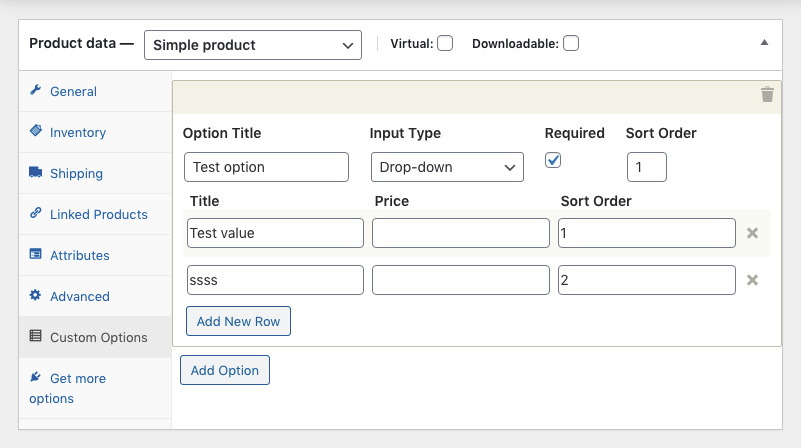 Product data — Simple product Virtual: Downloadable:
General
Inventory
Shipping
Linked Products
Attributes
Advanced
Custom Options
Get more
options
Option Title Input Type Required Sort Order
Test option Drop-down 1
Title Price Sort Order
Test value 1
ssss 2
Add New Row
Add Option